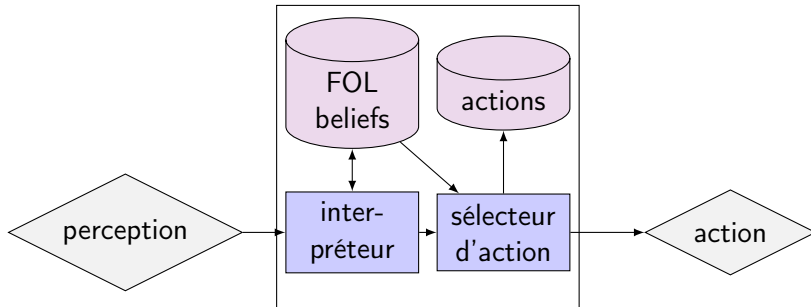 FOL
beliefs
actions
perception
inter-
préteur
sélecteur
d'action
action